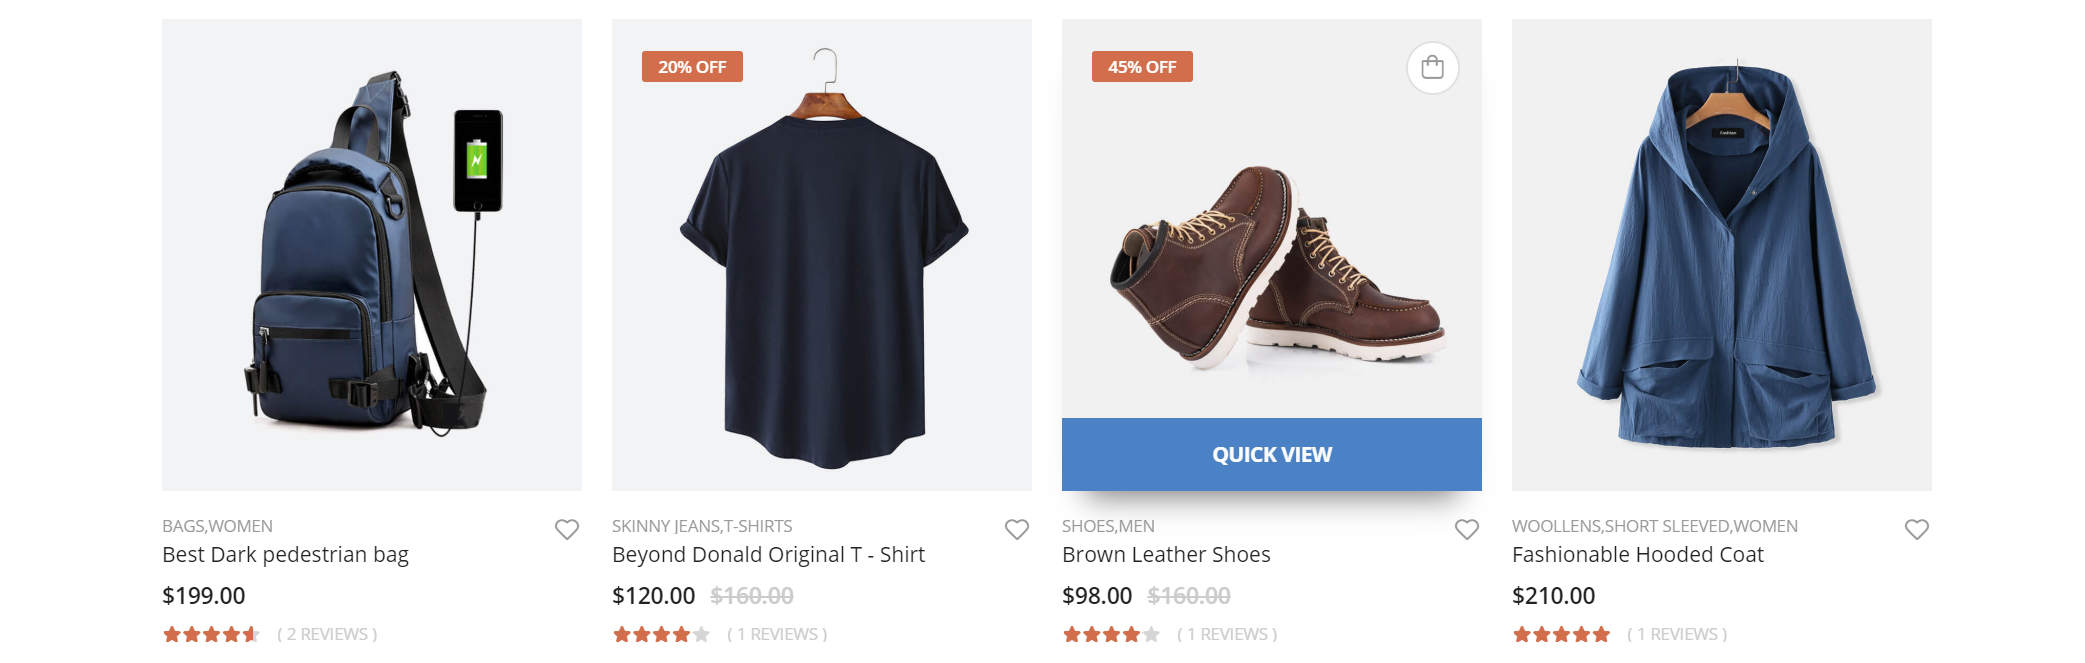 20% OFF
45% OFF
Fashion
QUICK VIEW
BAGS,WOMEN
Best Dark pedestrian bag
$199.00
( 2 REVIEWS )
SKINNY JEANS,T-SHIRTS
Beyond Donald Original T - Shirt
$120.00 $160.00
( 1 REVIEWS )
SHOES,MEN
Brown Leather Shoes
$98.00 $160.00
( 1 REVIEWS )
WOOLLENS,SHORT SLEEVED,WOMEN
Fashionable Hooded Coat
$210.00
( 1 REVIEWS )